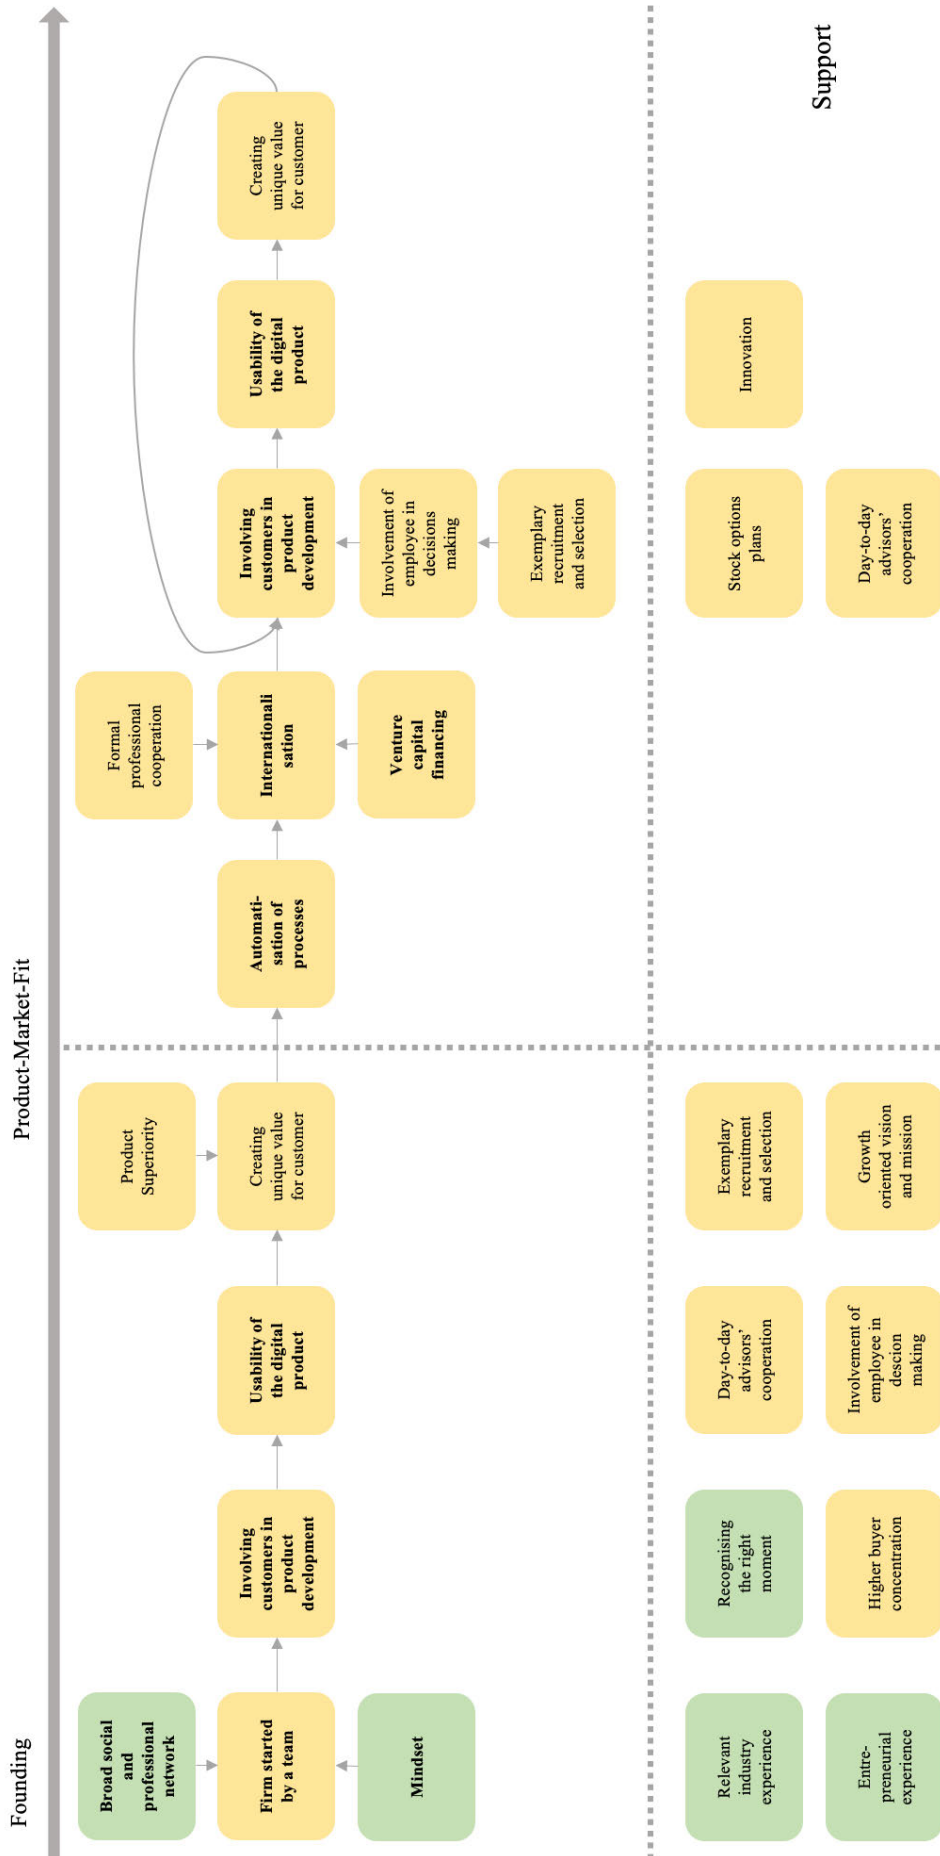 Founding
Product-Market-Fit
Broad social
and
professional
network
Firm started
by a team
Mindset
Involving
customers in
product
development
Usability of
the digital
product
Product
Superiority
Creating
unique value
for customer
Automati-
sation of
processes
Formal
professional
cooperation
Internationali
sation
Venture
capital
financing
Involving
customers in
product
development
Involvement of
employee in
decisions
making
Exemplary
recruitment
and selection
Usability of
the digital
product
Creating
unique value
for customer
Relevant
industry
experience
Recognising
the right
moment
Day-to-day
advisors'
cooperation
Exemplary
recruitment
and selection
Stock options
plans
Innovation
Entre-
preneurial
experience
Higher buyer
concentration
Involvement of
employee in
descion
making
Growth
oriented vision
and mission
Day-to-day
advisors'
cooperation
Support